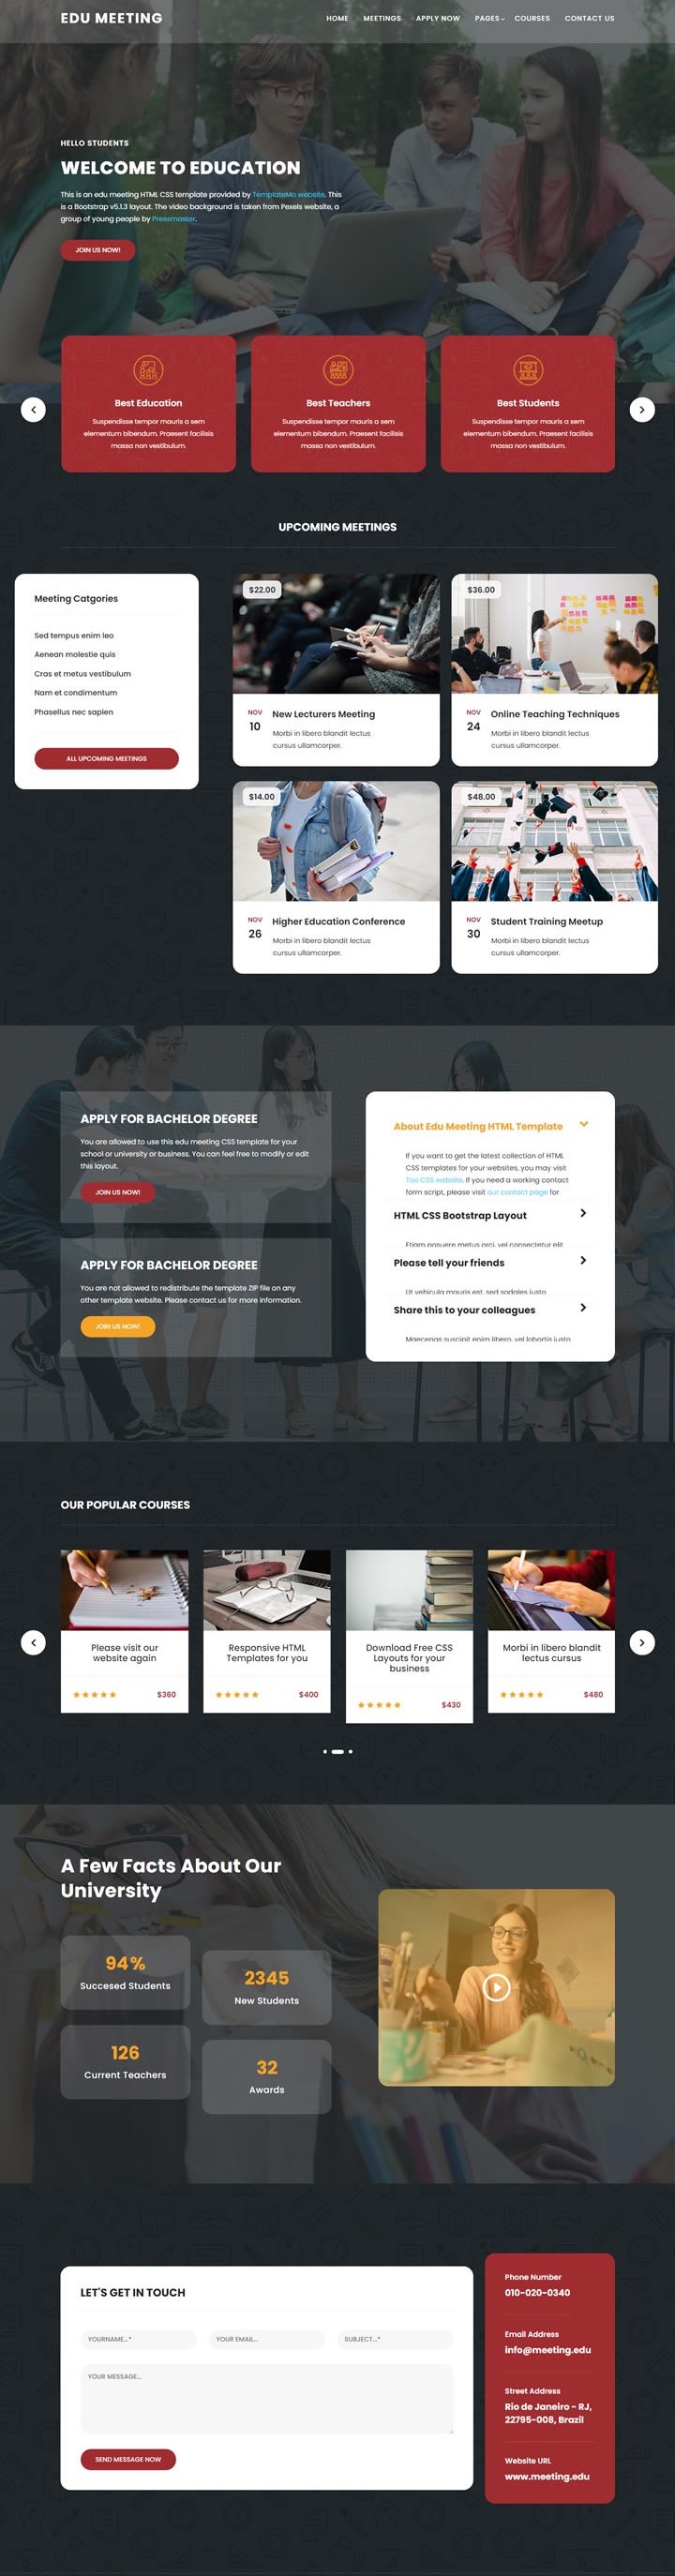 EDU MEETING
HOME MEETINGS APPLY NOW PAGES COURSES CONTACT US
HELLO STUDENTS
WELCOME TO EDUCATION
This is an edu meeting HTML CSS template provided by TemplateMo website. This
is a Bootstrap v5.1.3 layout. The video background is taken from Pexels website, a
group of young people by Pressmaster.
JOIN US NOW!
Best Education
Suspendisse tempor mauris a sem
elementum bibendum. Praesent facilisis
massa non vestibulum.
Best Teachers
Suspendisse tempor mauris a sem
elementum bibendum. Praesent facilisis
massa non vestibulum.
Best Students
Suspendisse tempor mauris a sem
elementum bibendum. Praesent facilisis
massa non vestibulum.
UPCOMING MEETINGS
Meeting Catgories
Sed tempus enim leo
Aenean molestie quis
Cras et metus vestibulum
Nam et condimentum
Phasellus nec sapien
ALL UPCOMING MEETINGS
$22.00
NOV
10
New Lecturers Meeting
Morbi in libero blandit lectus
cursus ullamcorper.
$36.00
NOV
24
Online Teaching Techniques
Morbi in libero blandit lectus
cursus ullamcorper.
$14.00
NOV
26
Higher Education Conference
Morbi in libero blandit lectus
cursus ullamcorper.
$48.00
NOV
30
Student Training Meetup
Morbi in libero blandit lectus
cursus ullamcorper.
APPLY FOR BACHELOR DEGREE
You are allowed to use this edu meeting CSS template for your
school or university or business. You can feel free to modify or edit
this layout.
JOIN US NOW!
APPLY FOR BACHELOR DEGREE
You are not allowed to redistribute the template ZIP file on any
other template website. Please contact us for more information.
JOIN US NOW!
About Edu Meeting HTML Template
If you want to get the latest collection of HTML
CSS templates for your websites, you may visit
Too CSS website. If you need a working contact
form script, please visit our contact page for
HTML CSS Bootstrap Layout
Etiam posuere metus orci, vel consectetur elit
Please tell your friends
Ut vehicula mauris est, sed sodales justo
Share this to your colleagues
Maecenas suscipit enim libero, vel lobortis justo
OUR POPULAR COURSES
Please visit our
website again
$360
Responsive HTML
Templates for you
$400
Download Free CSS
Layouts for your
business
$430
Morbi in libero blandit
lectus cursus
$480
A Few Facts About Our
University
94%
Succesed Students
126
Current Teachers
2345
New Students
32
Awards
LET'S GET IN TOUCH
YOURNAME...* YOUR EMAIL... SUBJECT...*
YOUR MESSAGE...
SEND MESSAGE NOW
Phone Number
010-020-0340
Email Address
info@meeting.edu
Street Address
Rio de Janeiro - RJ,
22795-008, Brazil
Website URL
www.meeting.edu